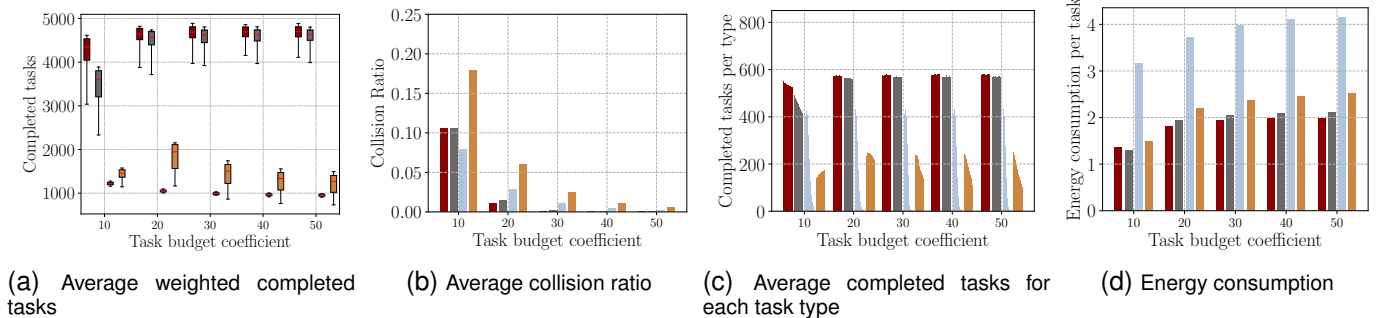 5000
4000
3000
2000
1000
10 20 30 40 50
Task budget coefficient
Completed tasks
0.25
0.20
0.15
0.10
0.05
0.00
10 20 30 40 50
Task budget coefficient
Collision Ratio
800
600
400
200
0
10 20 30 40 50
Task budget coefficient
Completed tasks per type
4
3
2
1
0
10 20 30 40 50
Task budget coefficient
Energy consumption per task
(a) Average weighted completed
tasks
(b) Average collision ratio
(c) Average completed tasks for
each task type
(d) Energy consumption